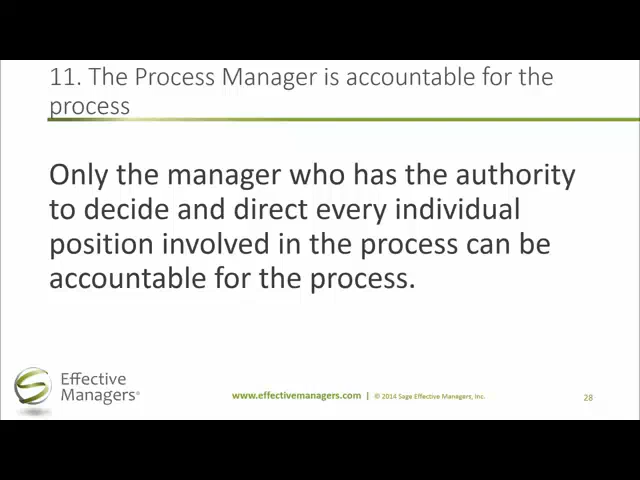 11. The Process Manager is accountable for the
process
Only the manager who has the authority
to decide and direct every individual
position involved in the process can be
accountable for the process.
Effective
Managers®
www.effectivemanagers.com | © 2014 Sage Effective Managers, Inc.
28